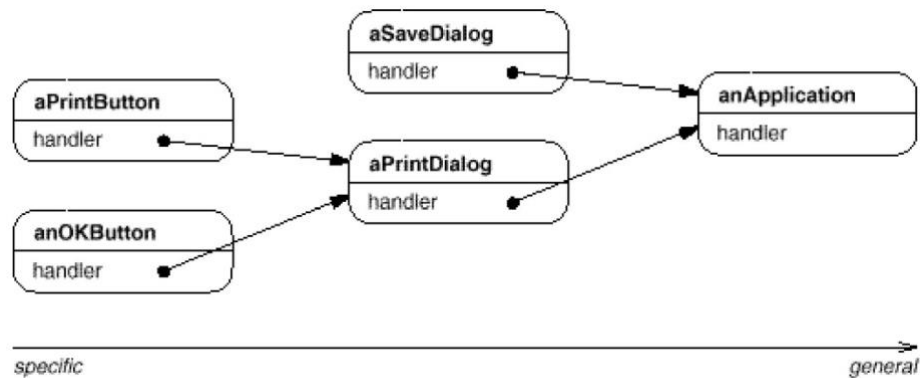 aSaveDialog
handler
aPrintButton
handler
anApplication
handler
aPrintDialog
handler
anOKButton
handler
specific
general